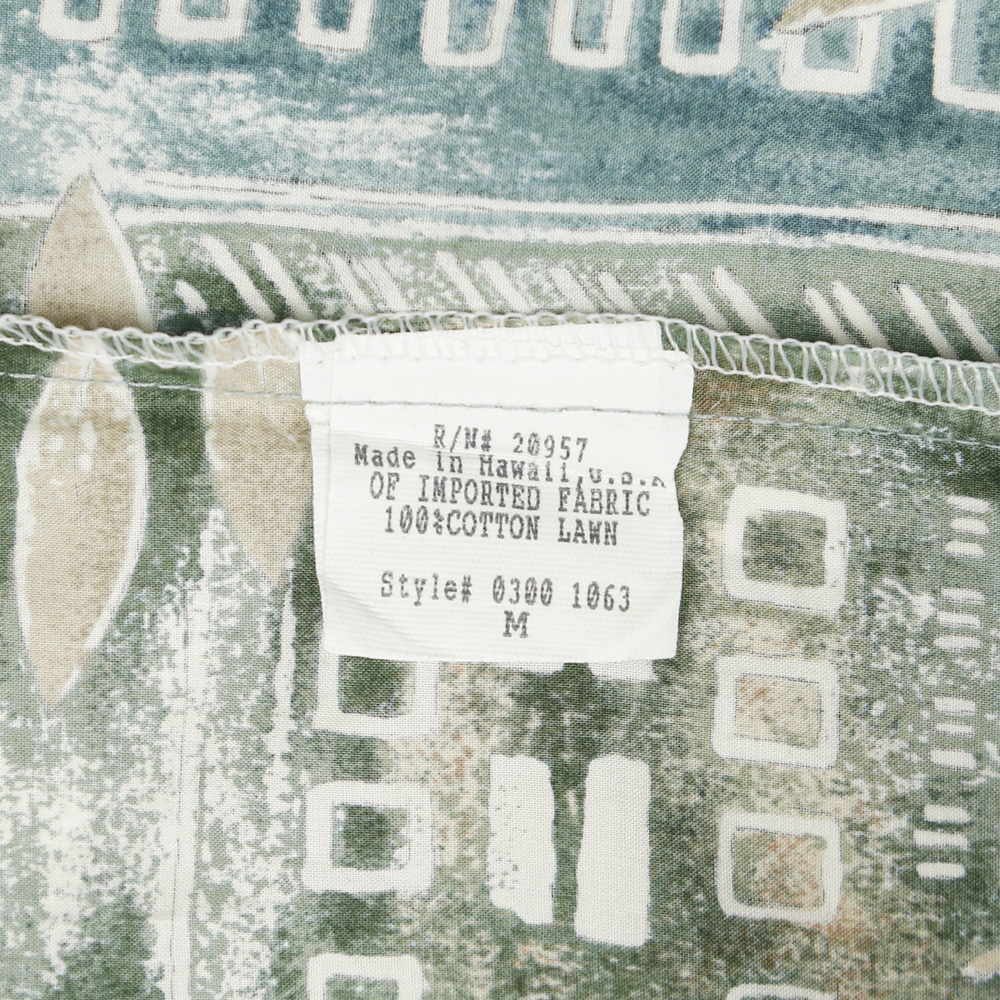 R/N# 20957
Made in Hawaii,U.S.A
OF IMPORTED FABRIC
100%COTTON LAWN
Style# 0300 1063
M